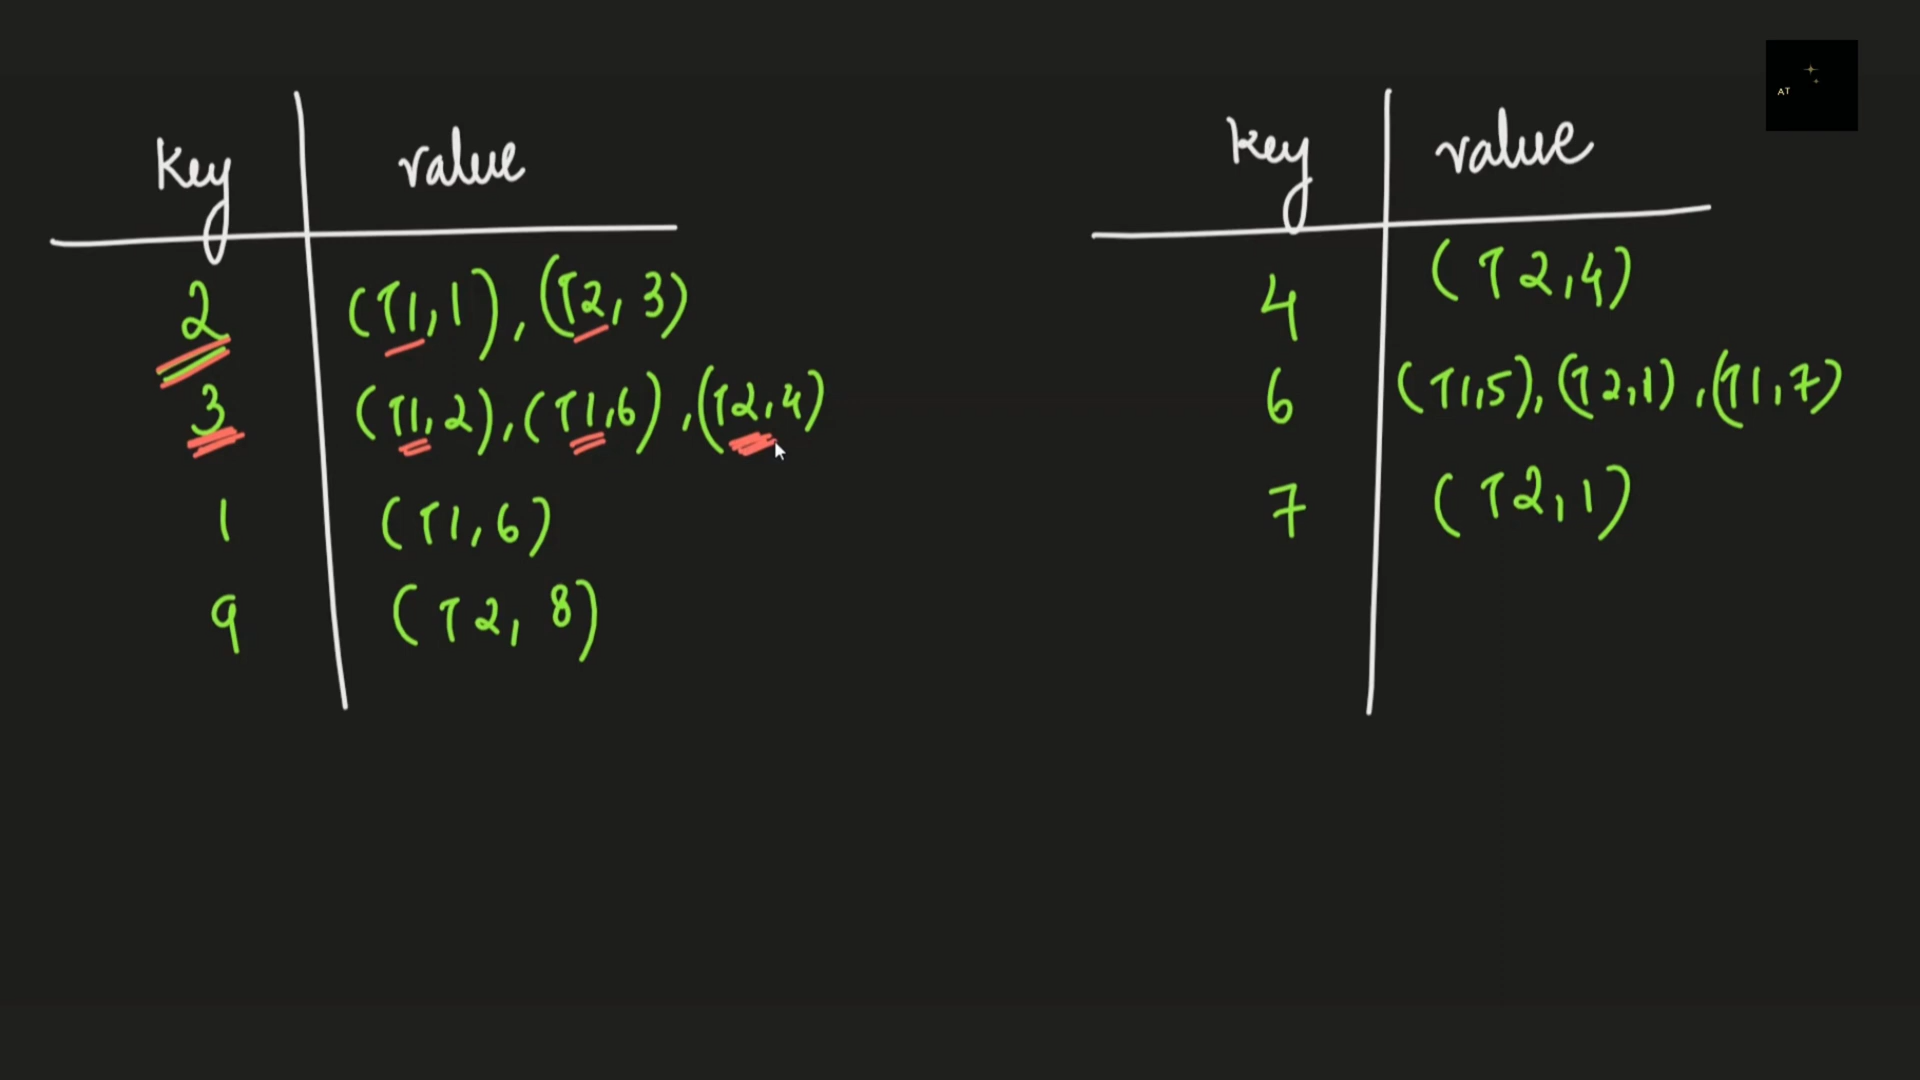 AT
Key value
2 (T1,1), (T2,3)
3 (T1,2), (T1,6), (T2,4)
1 (T1,6)
9 (T2,8)
Key value
4 (T2,4)
6 (T1,5), (T2,1), (T1,7)
7 (T2,1)